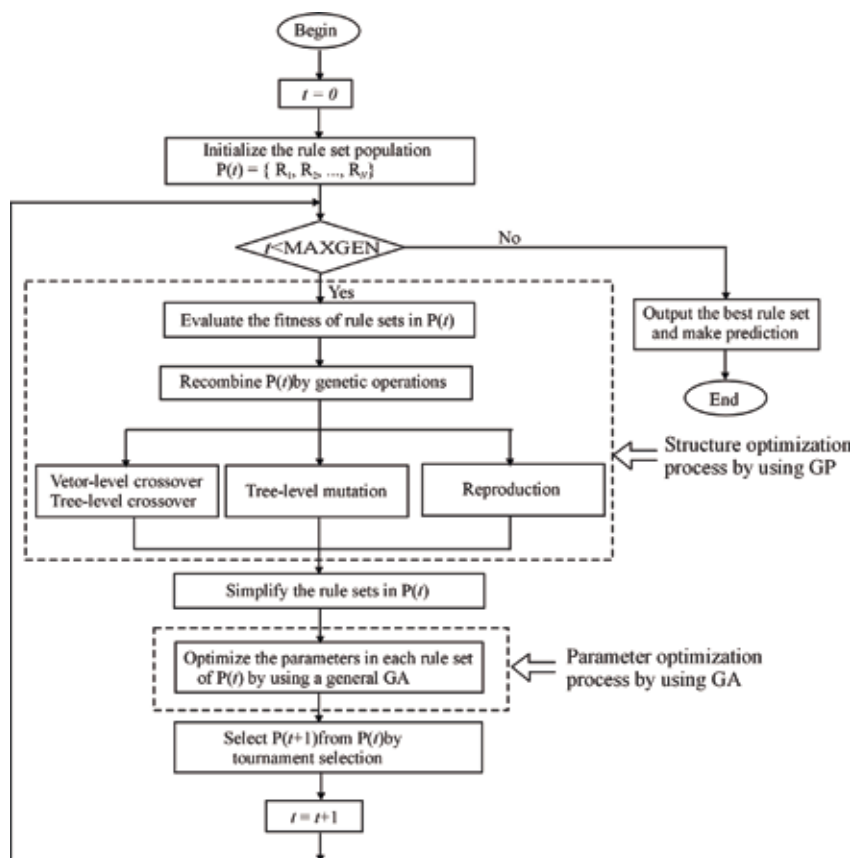 Begin
t = 0
Initialize the rule set population
P(t) = { R1, R2, ..., RN}
t<MAXGEN
No
Yes
Evaluate the fitness of rule sets in P(t)
Output the best rule set
and make prediction
Recombine P(t)by genetic operations
End
Structure optimization
process by using GP
Vetor-level crossover
Tree-level crossover
Tree-level mutation
Reproduction
Simplify the rule sets in P(t)
Optimize the parameters in each rule set
of P(t) by using a general GA
Parameter optimization
process by using GA
Select P(t+1)from P(t)by
tournament selection
t = t+1